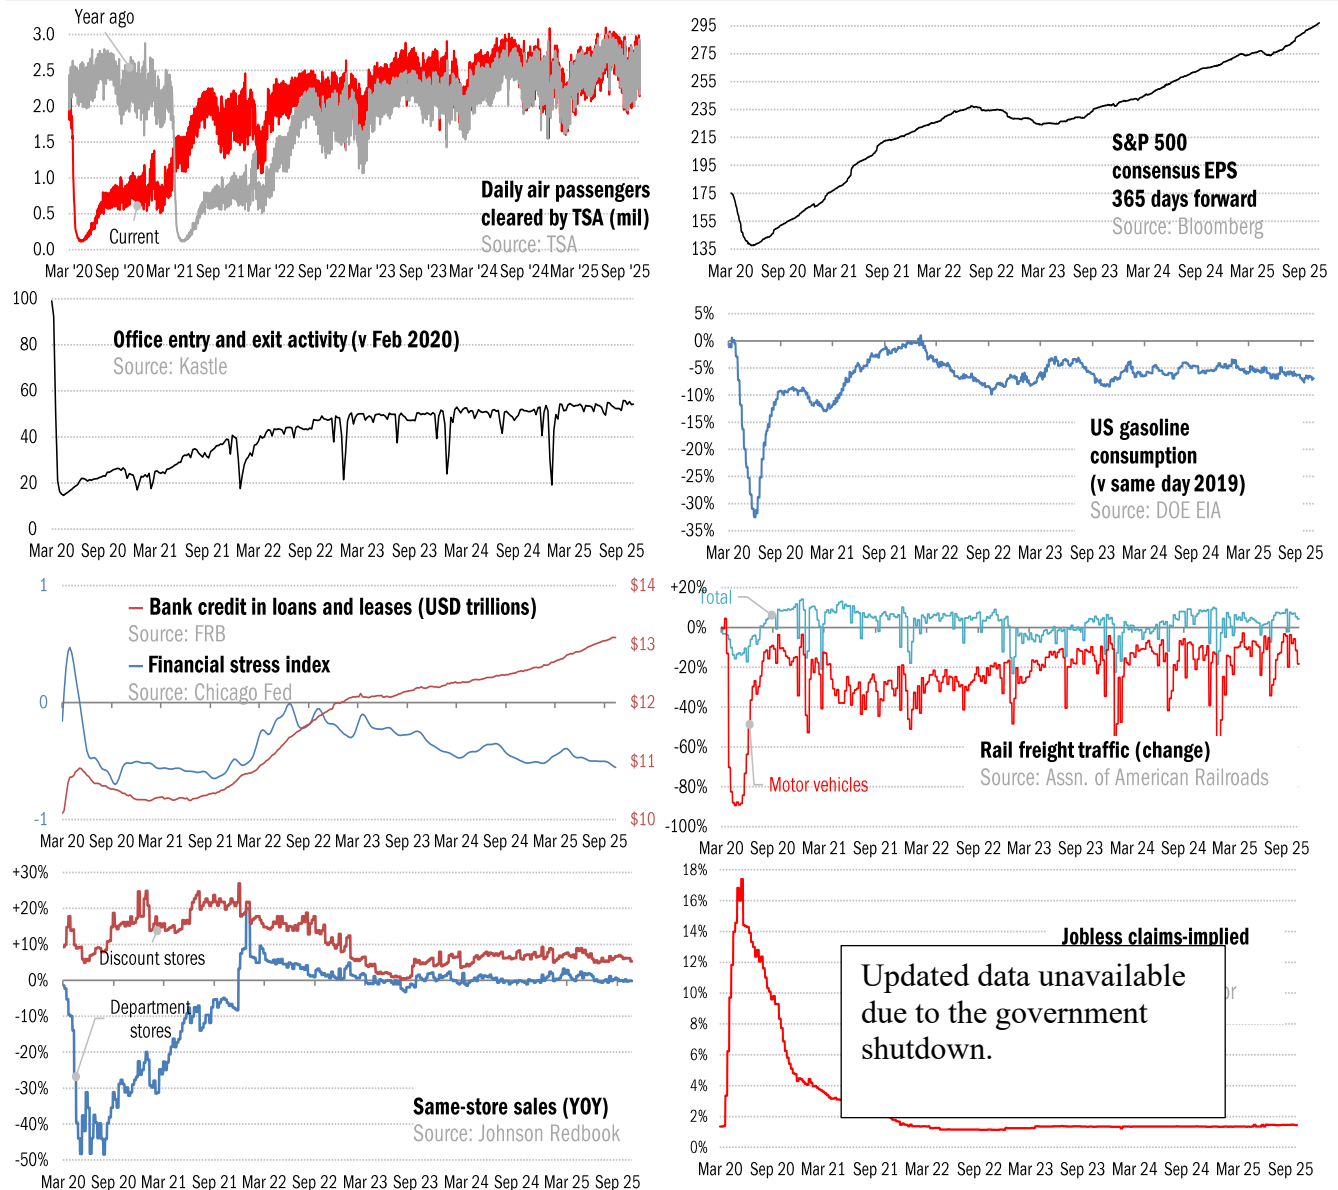 Year ago
3.0
2.5
2.0
1.5
1.0
0.5
0.0
Current
Daily air passengers
cleared by TSA (mil)
Source: TSA
Mar '20 Sep '20 Mar '21 Sep '21 Mar '22 Sep '22 Mar '23 Sep '23 Mar '24 Sep '24 Mar '25 Sep '25
295
275
255
235
215
195
175
155
135
S&P 500
consensus EPS
365 days forward
Source: Bloomberg
Mar 20 Sep 20 Mar 21 Sep 21 Mar 22 Sep 22 Mar 23 Sep 23 Mar 24 Sep 24 Mar 25 Sep 25
100
80
60
40
20
0
Office entry and exit activity (v Feb 2020)
Source: Kastle
Mar 20 Sep 20 Mar 21 Sep 21 Mar 22 Sep 22 Mar 23 Sep 23 Mar 24 Sep 24 Mar 25 Sep 25
5%
0%
-5%
-10%
-15%
-20%
-25%
-30%
-35%
US gasoline
consumption
(v same day 2019)
Source: DOE EIA
Mar 20 Sep 20 Mar 21 Sep 21 Mar 22 Sep 22 Mar 23 Sep 23 Mar 24 Sep 24 Mar 25 Sep 25
1
0
-1
Bank credit in loans and leases (USD trillions)
Source: FRB
Financial stress index
Source: Chicago Fed
$14
$13
$12
$11
$10
Mar 20 Sep 20 Mar 21 Sep 21 Mar 22 Sep 22 Mar 23 Sep 23 Mar 24 Sep 24 Mar 25 Sep 25
+20%
0%
-20%
-40%
-60%
-80%
-100%
Total
Motor vehicles
Rail freight traffic (change)
Source: Assn. of American Railroads
Mar 20 Sep 20 Mar 21 Sep 21 Mar 22 Sep 22 Mar 23 Sep 23 Mar 24 Sep 24 Mar 25 Sep 25
+30%
+20%
+10%
0%
-10%
-20%
-30%
-40%
-50%
Discount stores
Department
stores
Same-store sales (YOY)
Source: Johnson Redbook
Mar 20 Sep 20 Mar 21 Sep 21 Mar 22 Sep 22 Mar 23 Sep 23 Mar 24 Sep 24 Mar 25 Sep 25
18%
16%
14%
12%
10%
8%
6%
4%
2%
0%
Jobless claims-implied
Updated data unavailable
due to the government
shutdown.
Mar 20 Sep 20 Mar 21 Sep 21 Mar 22 Sep 22 Mar 23 Sep 23 Mar 24 Sep 24 Mar 25 Sep 25